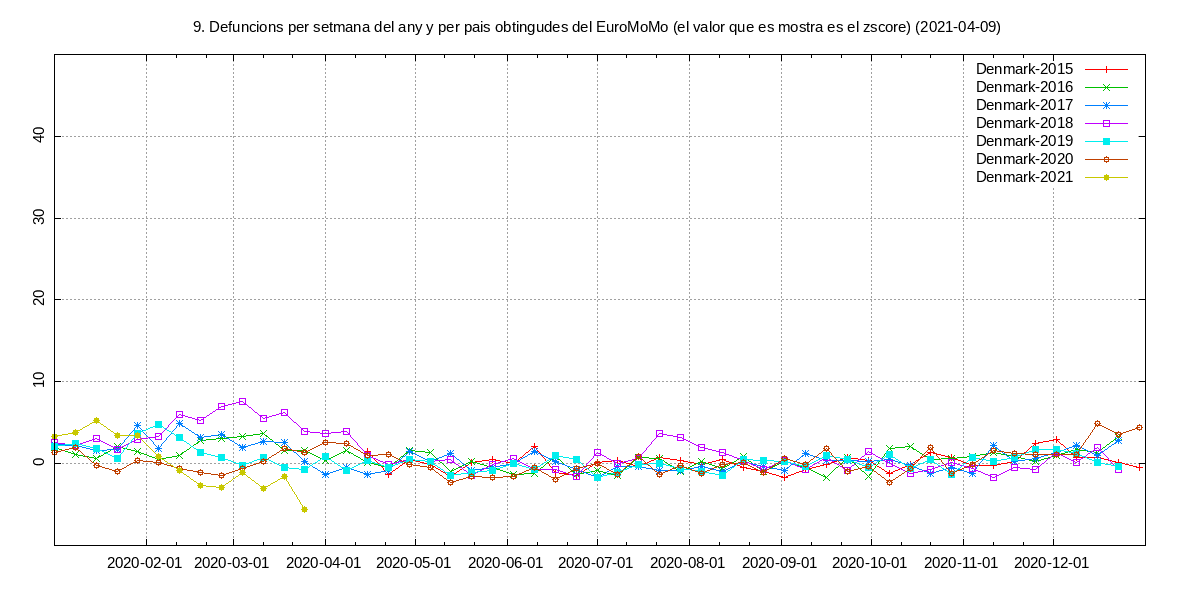 9. Defuncions per setmana del any y per pais obtingudes del EuroMoMo (el valor que es mostra es el zscore) (2021-04-09)
Denmark-2015
Denmark-2016
Denmark-2017
Denmark-2018
Denmark-2019
Denmark-2020
Denmark-2021
40
30
20
10
0
2020-02-01 2020-03-01 2020-04-01 2020-05-01 2020-06-01 2020-07-01 2020-08-01 2020-09-01 2020-10-01 2020-11-01 2020-12-01